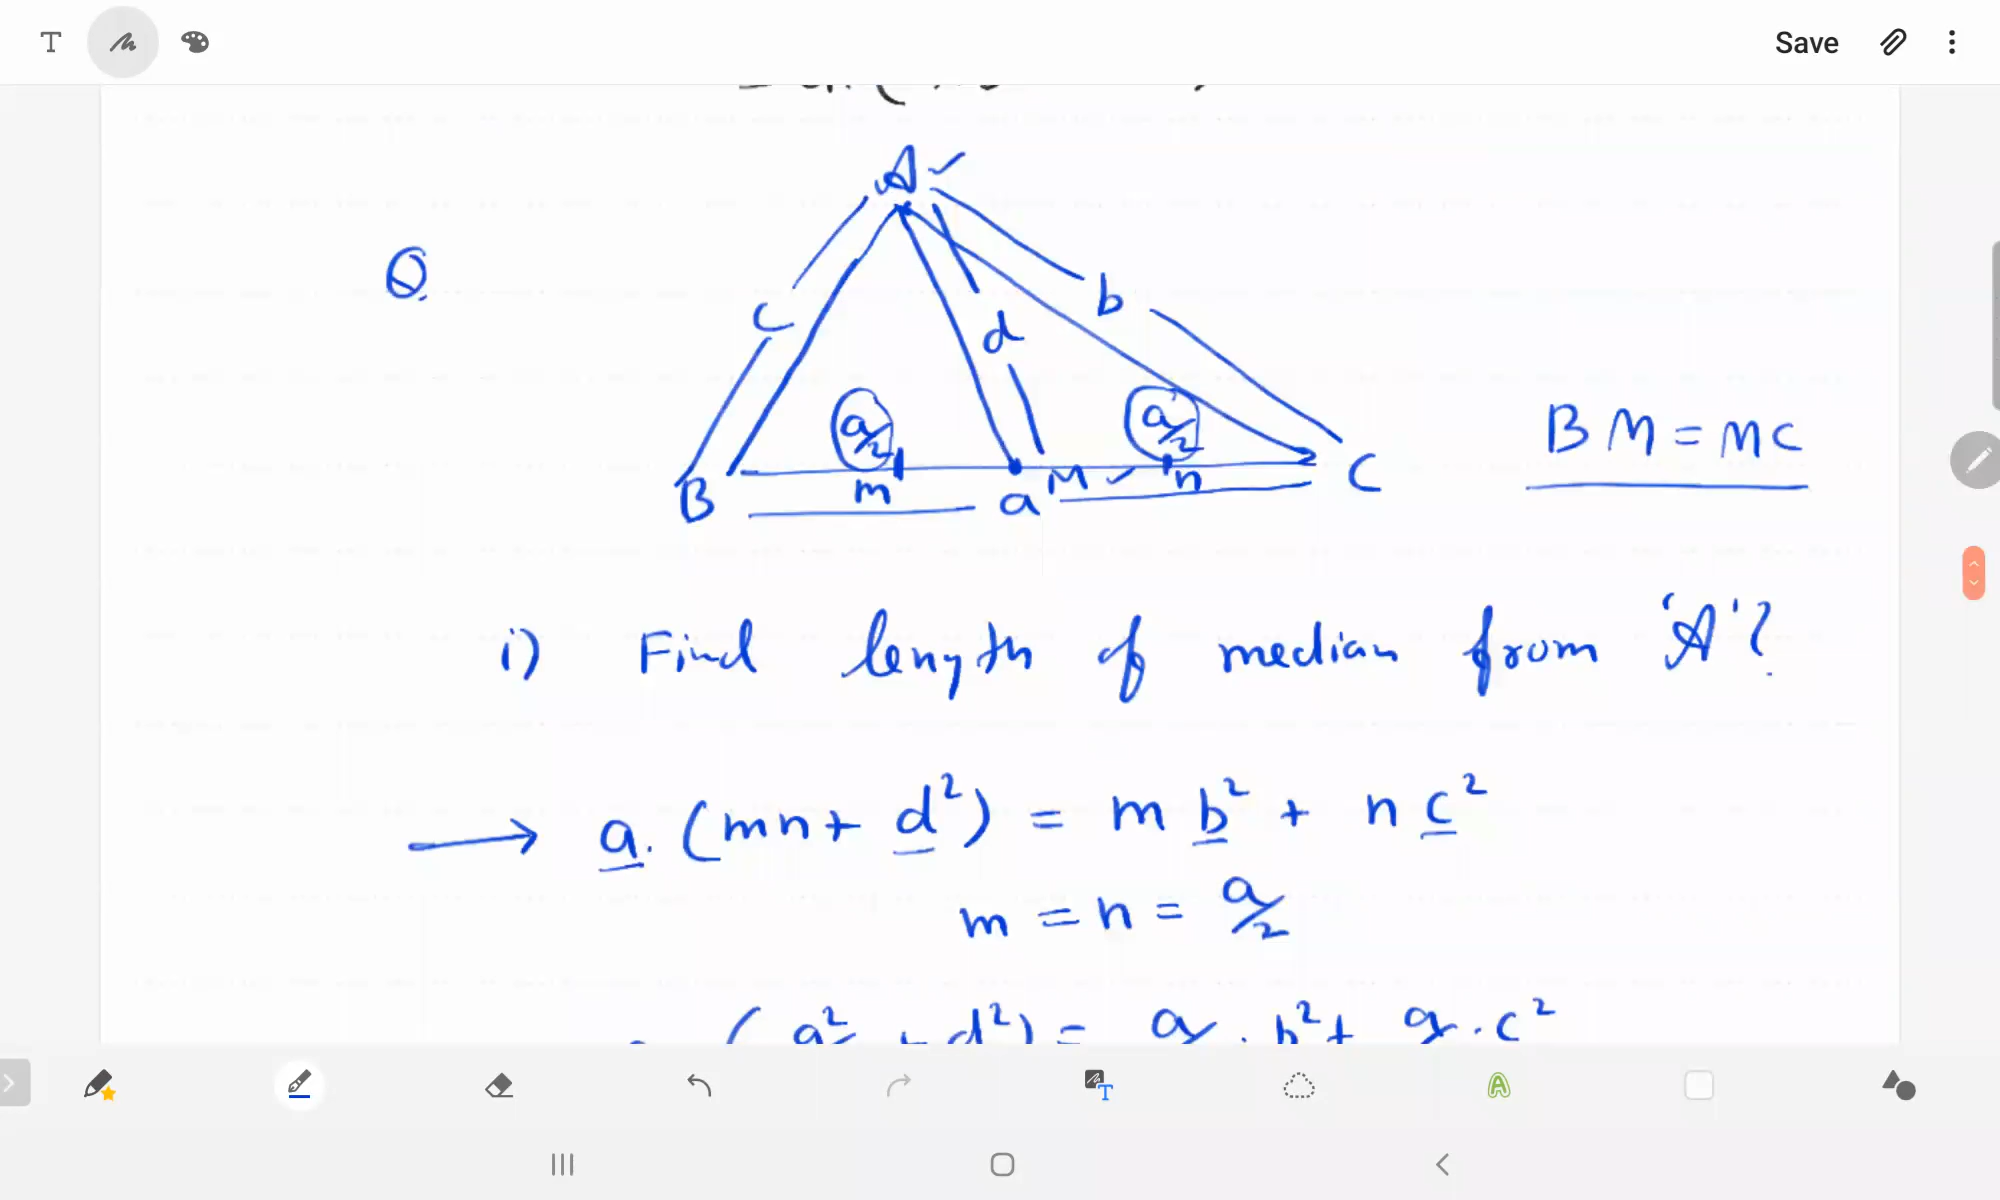 T Save
A
Q
c b
d
a/2 a/2
B m a M n C
BM = MC
i) Find length of median from 'A'?
a. (mn + d²) = m b² + n c²
m = n = a/2